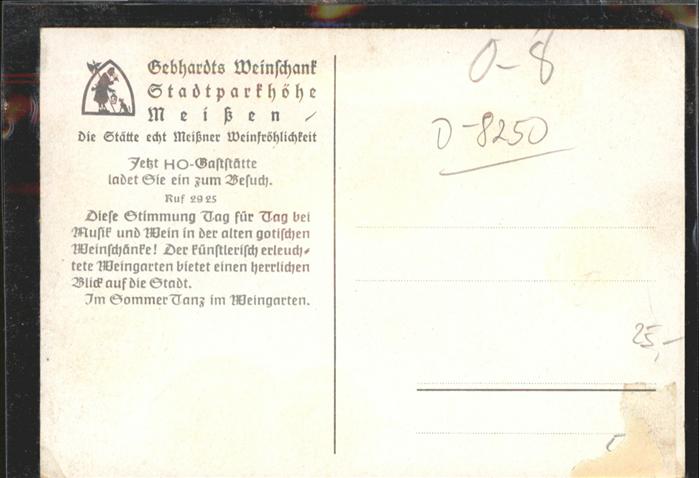 Gebhardts Weinschank
Stadtparkhöhe
Meißen
die Stätte echt Meißner Weinfröhlichkeit
Jetzt HO-Gaststätte
ladet Sie ein zum Besuch.
Ruf 2925
Diese Stimmung Tag für Tag bei
Musik und Wein in der alten gotischen
Weinschänke! Der künstlerisch erleuch-
tete Weingarten bietet einen herrlichen
Blick auf die Stadt.
Im Sommer Tanz im Weingarten.
O-8
D-8250
25,-